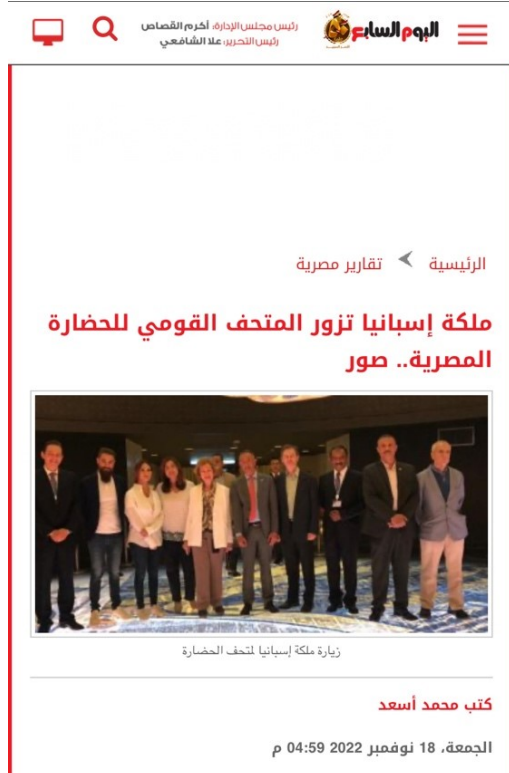 اليوم السابع
رئيس مجلس الإدارة: أكرم القصاص
رئيس التحرير: علا الشافعي
الرئيسية
تقارير مصرية
ملكة إسبانيا تزور المتحف القومي للحضارة
المصرية.. صور
زيارة ملكة إسبانيا لمتحف الحضارة
كتب محمد أسعد
الجمعة، 18 نوفمبر 2022 04:59 م